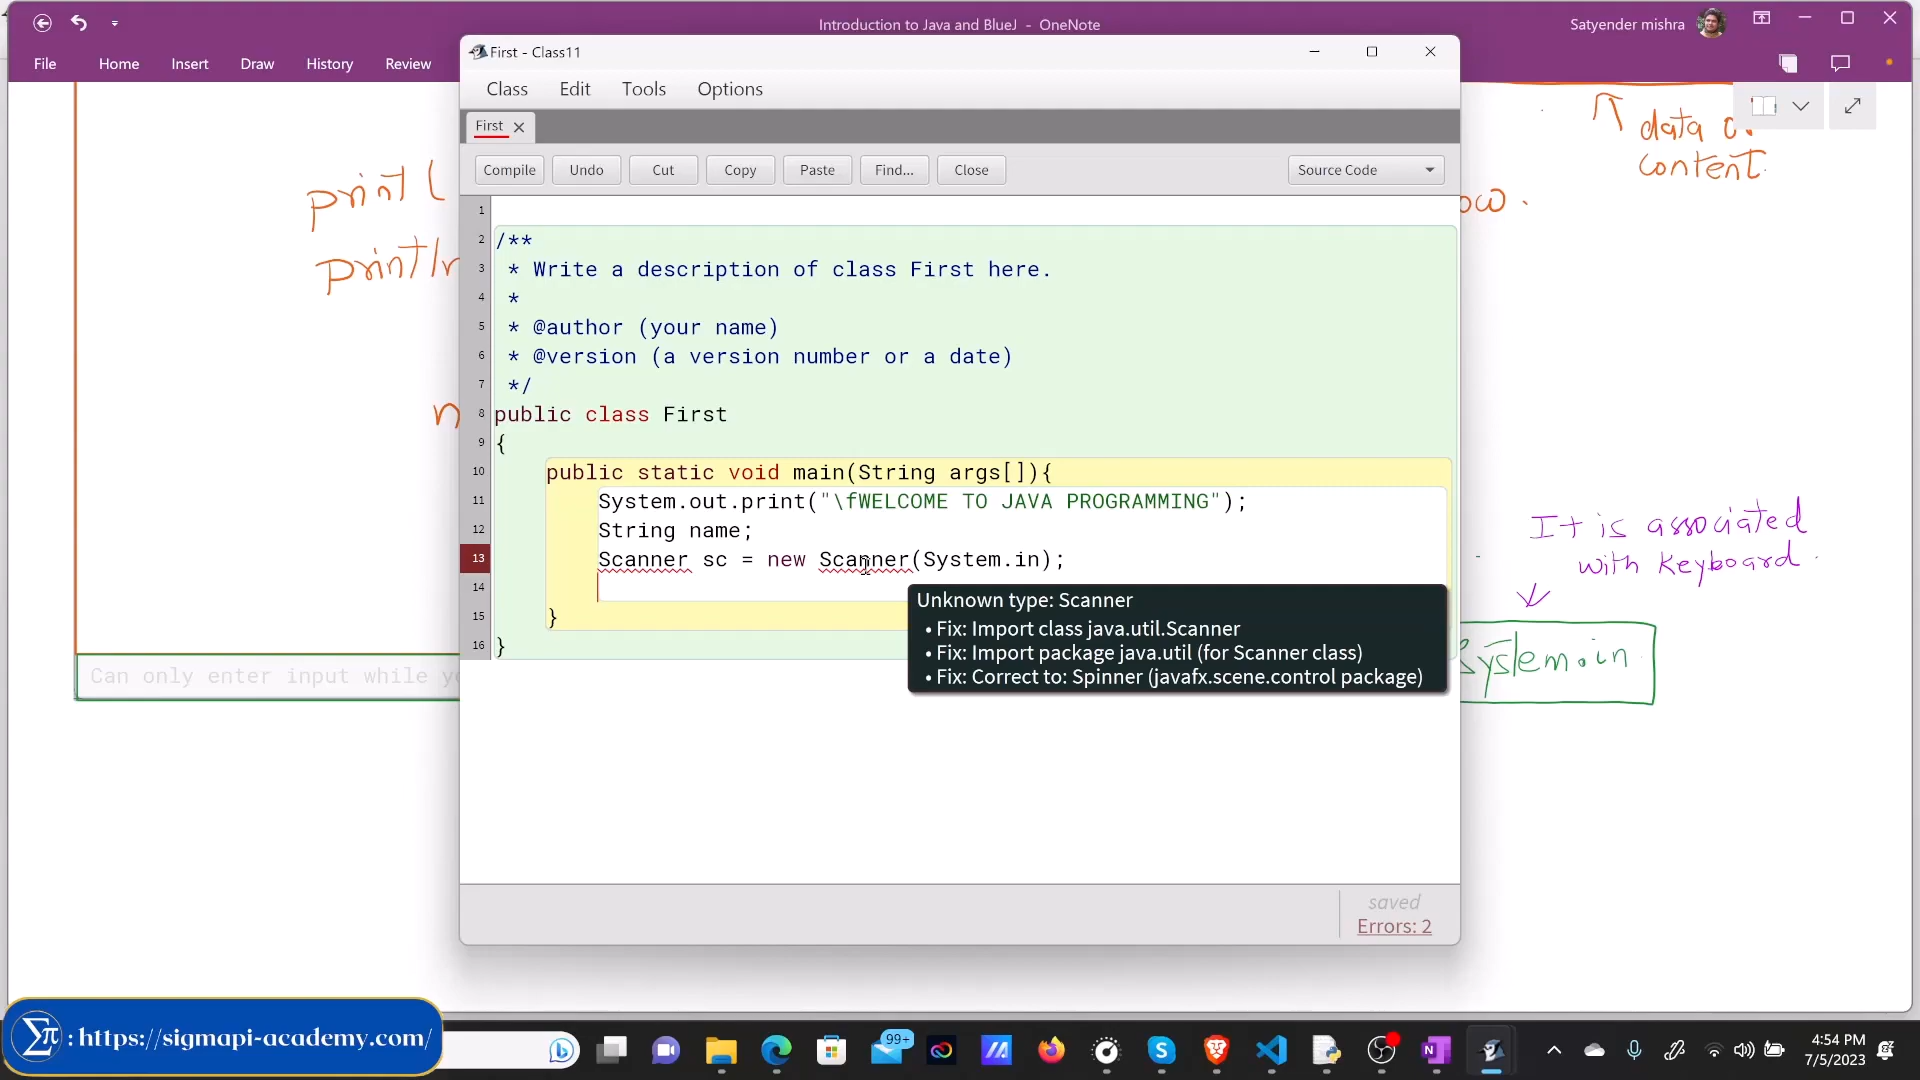 Introduction to Java and BlueJ - OneNote
Satyender mishra
File
Home
Insert
Draw
History
Review
First - Class11
Class
Edit
Tools
Options
First
Compile
Undo
Cut
Copy
Paste
Find...
Close
Source Code
1
2 /**
3 * Write a description of class First here.
4 *
5 * @author (your name)
6 * @version (a version number or a date)
7 */
8 public class First
9 {
10 public static void main(String args[]){
11 System.out.print("\fWELCOME TO JAVA PROGRAMMING");
12 String name;
13 Scanner sc = new Scanner(System.in);
14
15 }
16 }
Unknown type: Scanner
• Fix: Import class java.util.Scanner
• Fix: Import package java.util (for Scanner class)
• Fix: Correct to: Spinner (javafx.scene.control package)
saved
Errors: 2
print (
println
n
data o
content.
ow.
It is associated
with keyboard.
System.in
Can only enter input while yo
Σπ : https://sigmapi-academy.com/
99+
4:54 PM
7/5/2023